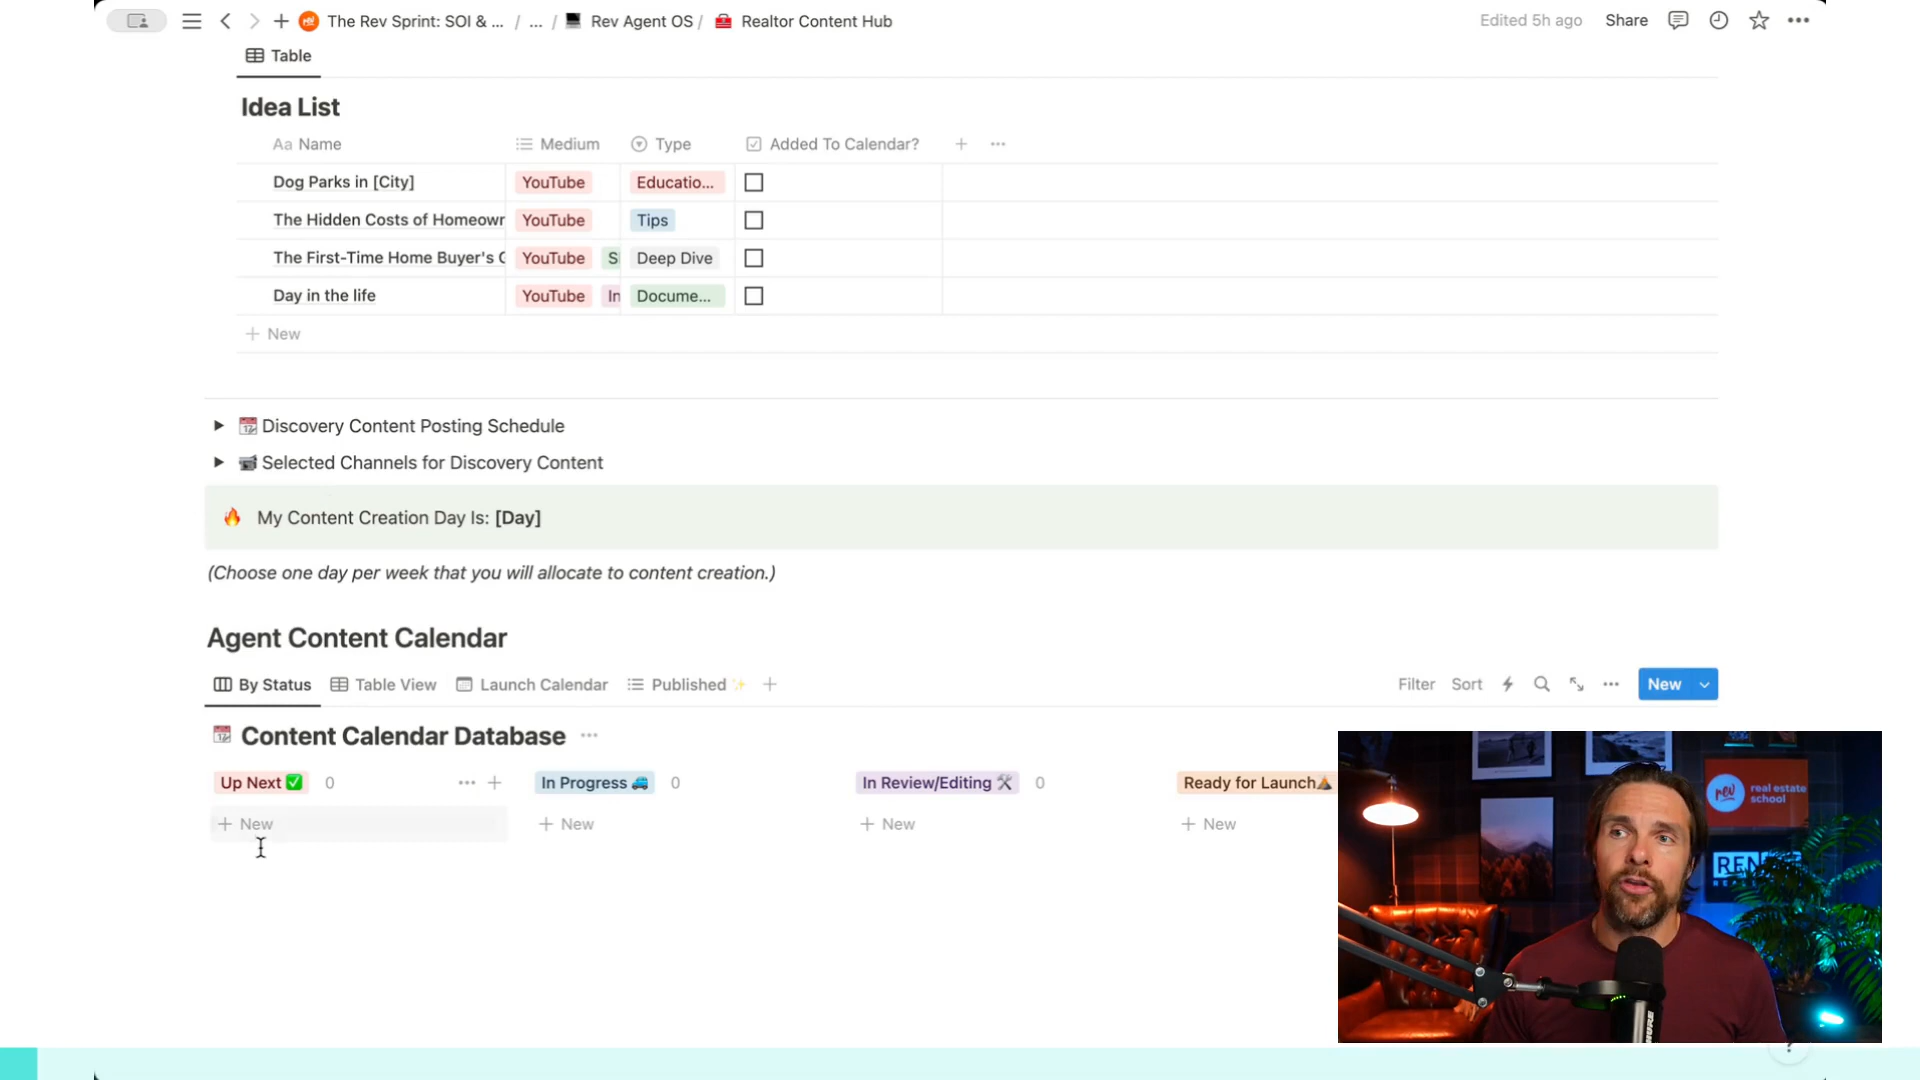 The Rev Sprint: SOI & ... / ... / Rev Agent OS / Realtor Content Hub
Edited 5h ago Share
Table
Idea List
Aa Name Medium Type Added To Calendar?
Dog Parks in [City] YouTube Educatio...
The Hidden Costs of Homeowr YouTube Tips
The First-Time Home Buyer's YouTube S Deep Dive
Day in the life YouTube In Docume...
+ New
Discovery Content Posting Schedule
Selected Channels for Discovery Content
My Content Creation Day Is: [Day]
(Choose one day per week that you will allocate to content creation.)
Agent Content Calendar
By Status Table View Launch Calendar Published
Filter Sort New
Content Calendar Database
Up Next 0 In Progress 0 In Review/Editing 0 Ready for Launch
+ New + New + New + New
rev real estate
school
REN
SHURE
?